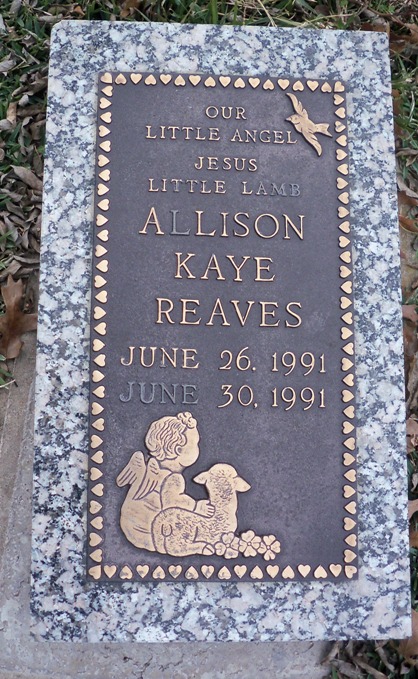 OUR
LITTLE ANGEL
JESUS
LITTLE LAMB
ALLISON
KAYE
REAVES
JUNE 26. 1991
JUNE 30, 1991